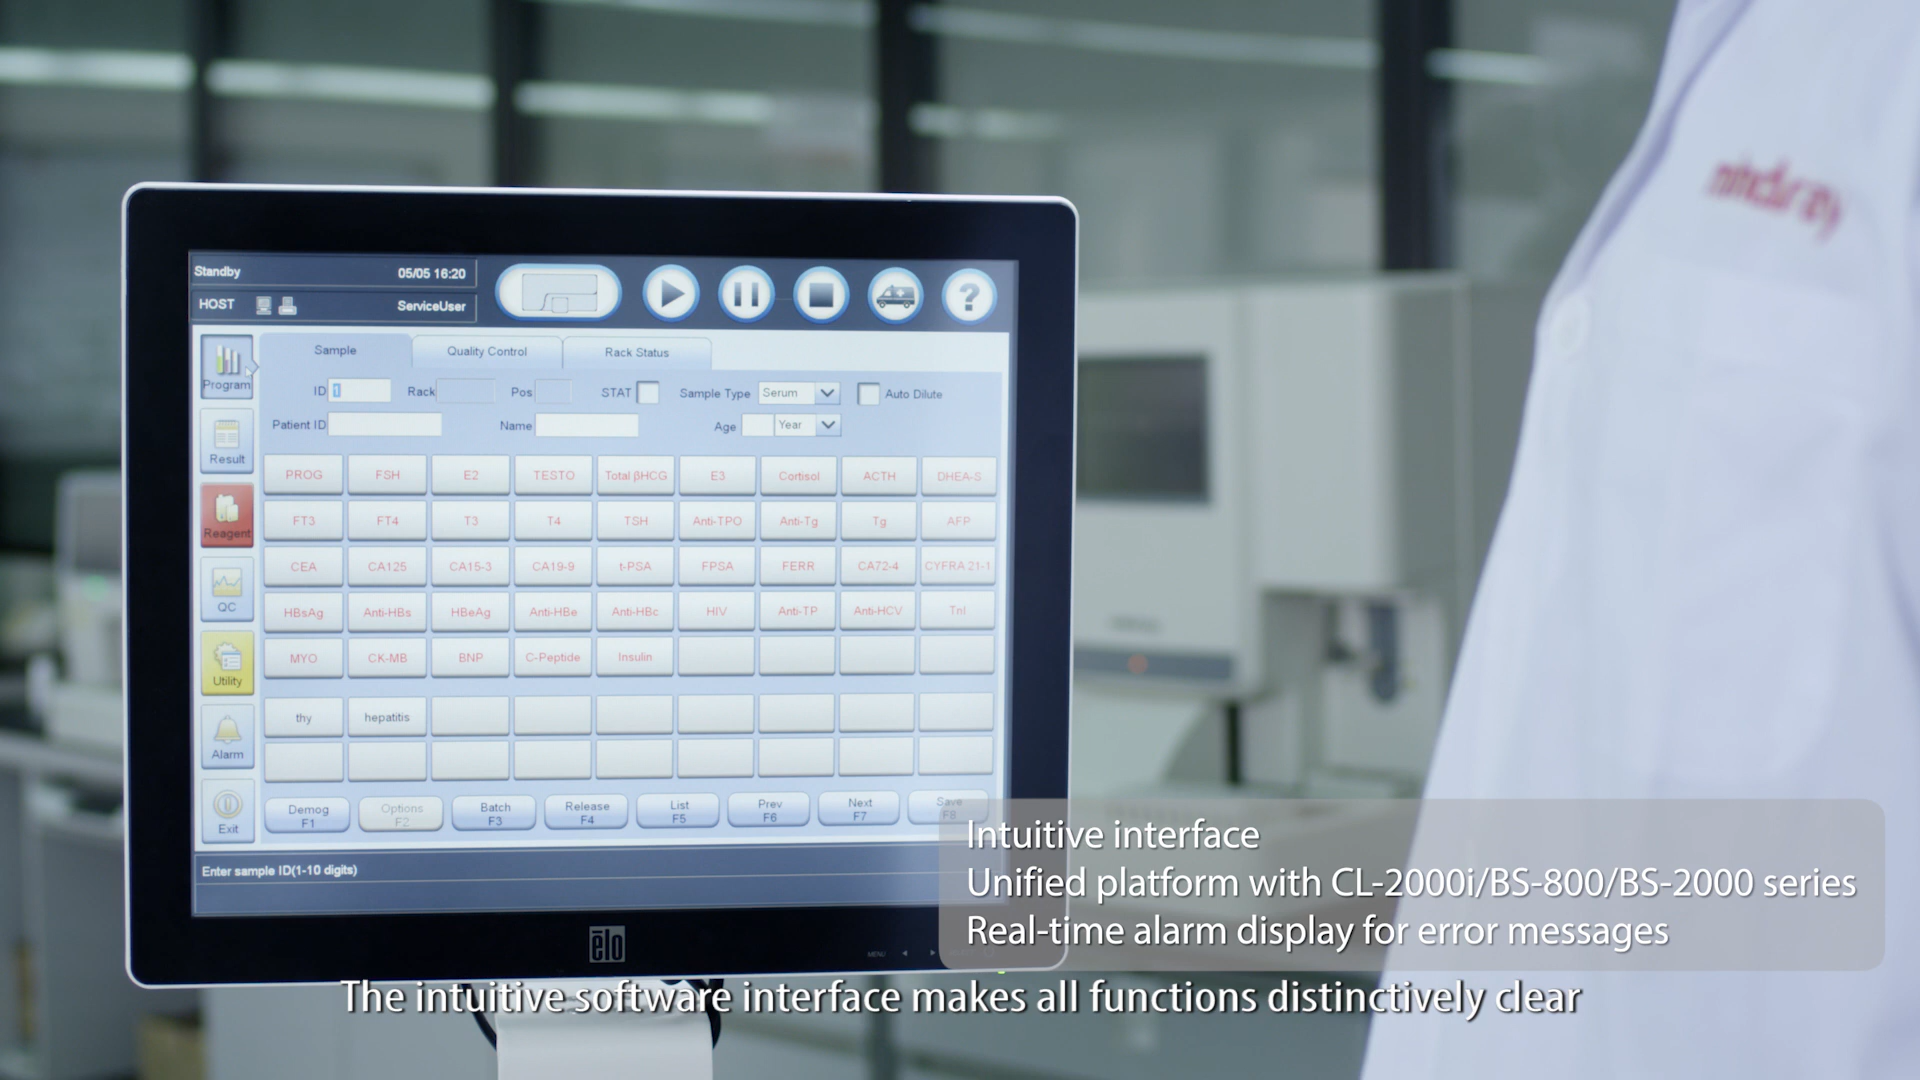 mindray
Standby 05/05 16:20
HOST ServiceUser
?
Program
Sample Quality Control Rack Status
ID 1 Rack Pos STAT Sample Type Serum Auto Dilute
Patient ID Name Age Year
Result
Reagent
QC
Utility
Alarm
Exit
PROG FSH E2 TESTO Total βHCG E3 Cortisol ACTH DHEA-S
FT3 FT4 T3 T4 TSH Anti-TPO Anti-Tg Tg AFP
CEA CA125 CA15-3 CA19-9 t-PSA FPSA FERR CA72-4 CYFRA 21-1
HBsAg Anti-HBs HBeAg Anti-HBe Anti-HBc HIV Anti-TP Anti-HCV TnI
MYO CK-MB BNP C-Peptide Insulin
thy hepatitis
Demog Options Batch Release List Prev Next Save
F1 F2 F3 F4 F5 F6 F7 F8
Enter sample ID(1-10 digits)
elo
MENU
Intuitive interface
Unified platform with CL-2000i/BS-800/BS-2000 series
Real-time alarm display for error messages
The intuitive software interface makes all functions distinctively clear